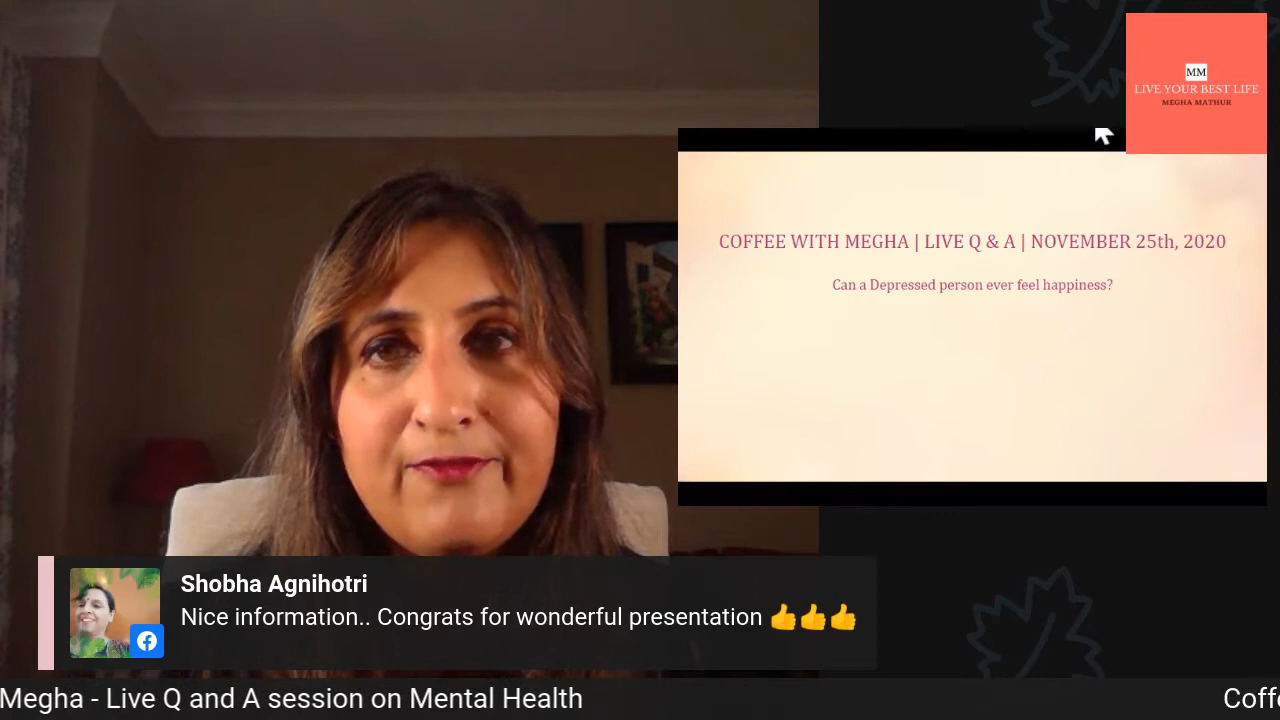 MM
LIVE YOUR BEST LIFE
MEGHA MATHUR
COFFEE WITH MEGHA | LIVE Q & A | NOVEMBER 25th, 2020
Can a Depressed person ever feel happiness?
Shobha Agnihotri
Nice information.. Congrats for wonderful presentation 👍👍👍
Megha - Live Q and A session on Mental Health
Coffe